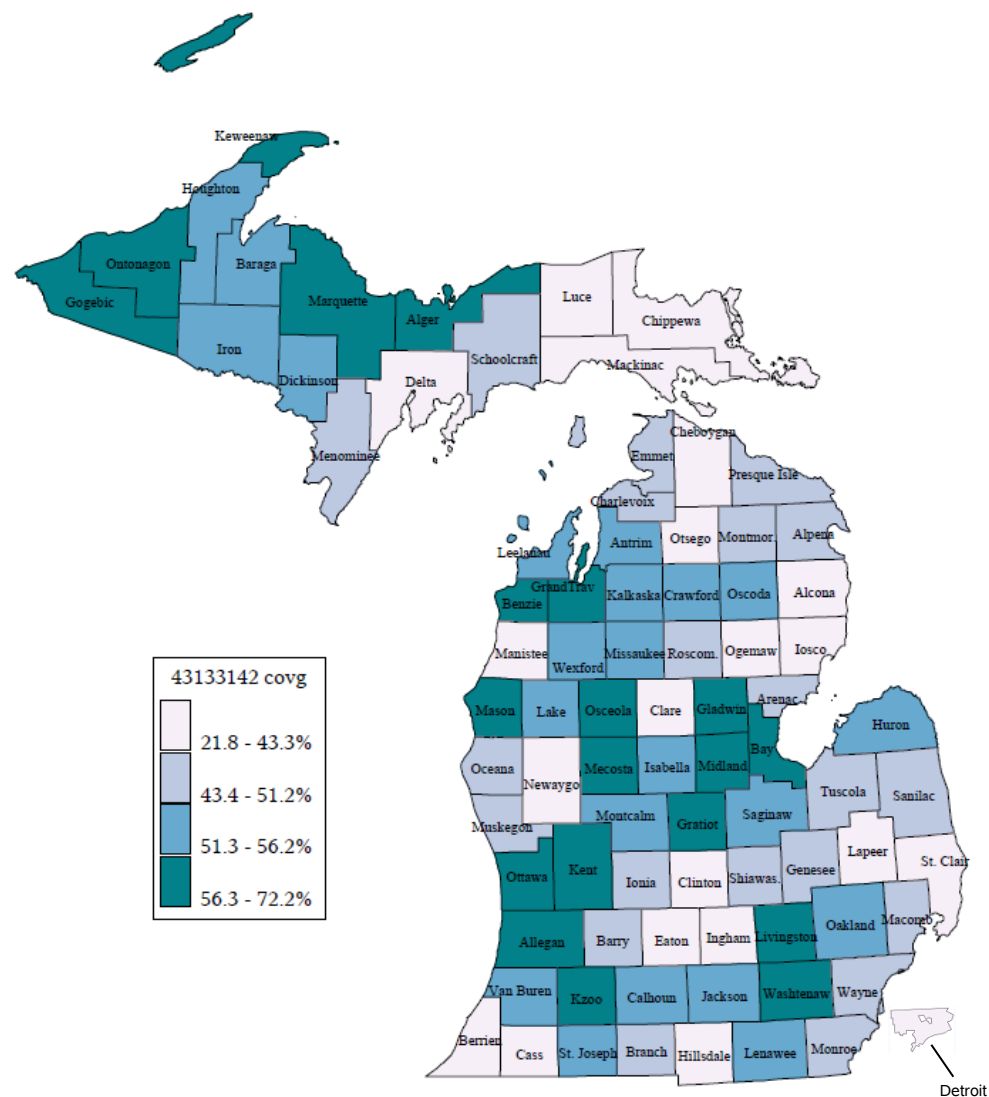 Keweenaw
Houghton
Ontonagon
Baraga
Gogebic
Marquette
Luce
Alger
Chippewa
Iron
Schoolcraft
Mackinac
Dickinson
Delta
Cheboygan
Menominee
Emmet
Presque Isle
Charlevoix
Leelanau
Antrim
Otsego
Montmor.
Alpena
GrandTrav
Benzie
Kalkaska
Crawford
Oscoda
Alcona
Manistee
Wexford
Missaukee
Roscom.
Ogemaw
Iosco
43133142 covg
21.8 - 43.3%
43.4 - 51.2%
51.3 - 56.2%
56.3 - 72.2%
Mason
Lake
Osceola
Clare
Gladwin
Arenac
Huron
Oceana
Newaygo
Mecosta
Isabella
Midland
Bay
Tuscola
Sanilac
Muskegon
Montcalm
Gratiot
Saginaw
Lapeer
St. Clair
Ottawa
Kent
Ionia
Clinton
Shiawas.
Genesee
Allegan
Barry
Eaton
Ingham
Livingston
Oakland
Macomb
Van Buren
Kzoo
Calhoun
Jackson
Washtenaw
Wayne
Berrien
Cass
St. Joseph
Branch
Hillsdale
Lenawee
Monroe
Detroit